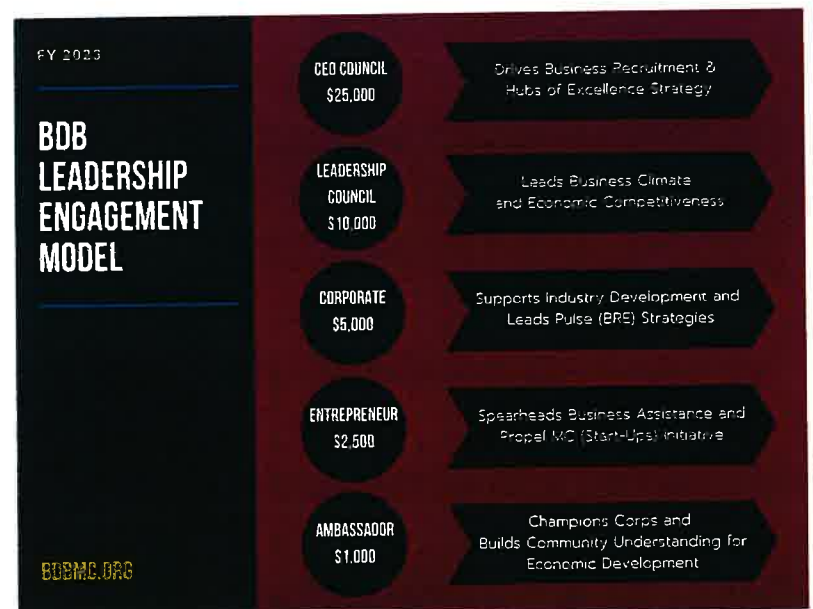 FY 2023
BDB
LEADERSHIP
ENGAGEMENT
MODEL
BDBMC.ORG
CEO COUNCIL
$25,000
Drives Business Recruitment &
Hubs of Excellence Strategy
LEADERSHIP
COUNCIL
$10,000
Leads Business Climate
and Economic Competitiveness
CORPORATE
$5,000
Supports Industry Development and
Leads Pulse (BRE) Strategies
ENTREPRENEUR
$2,500
Spearheads Business Assistance and
Propel MC (Start-Ups) Initiative
AMBASSADOR
$1,000
Champions Corps and
Builds Community Understanding for
Economic Development